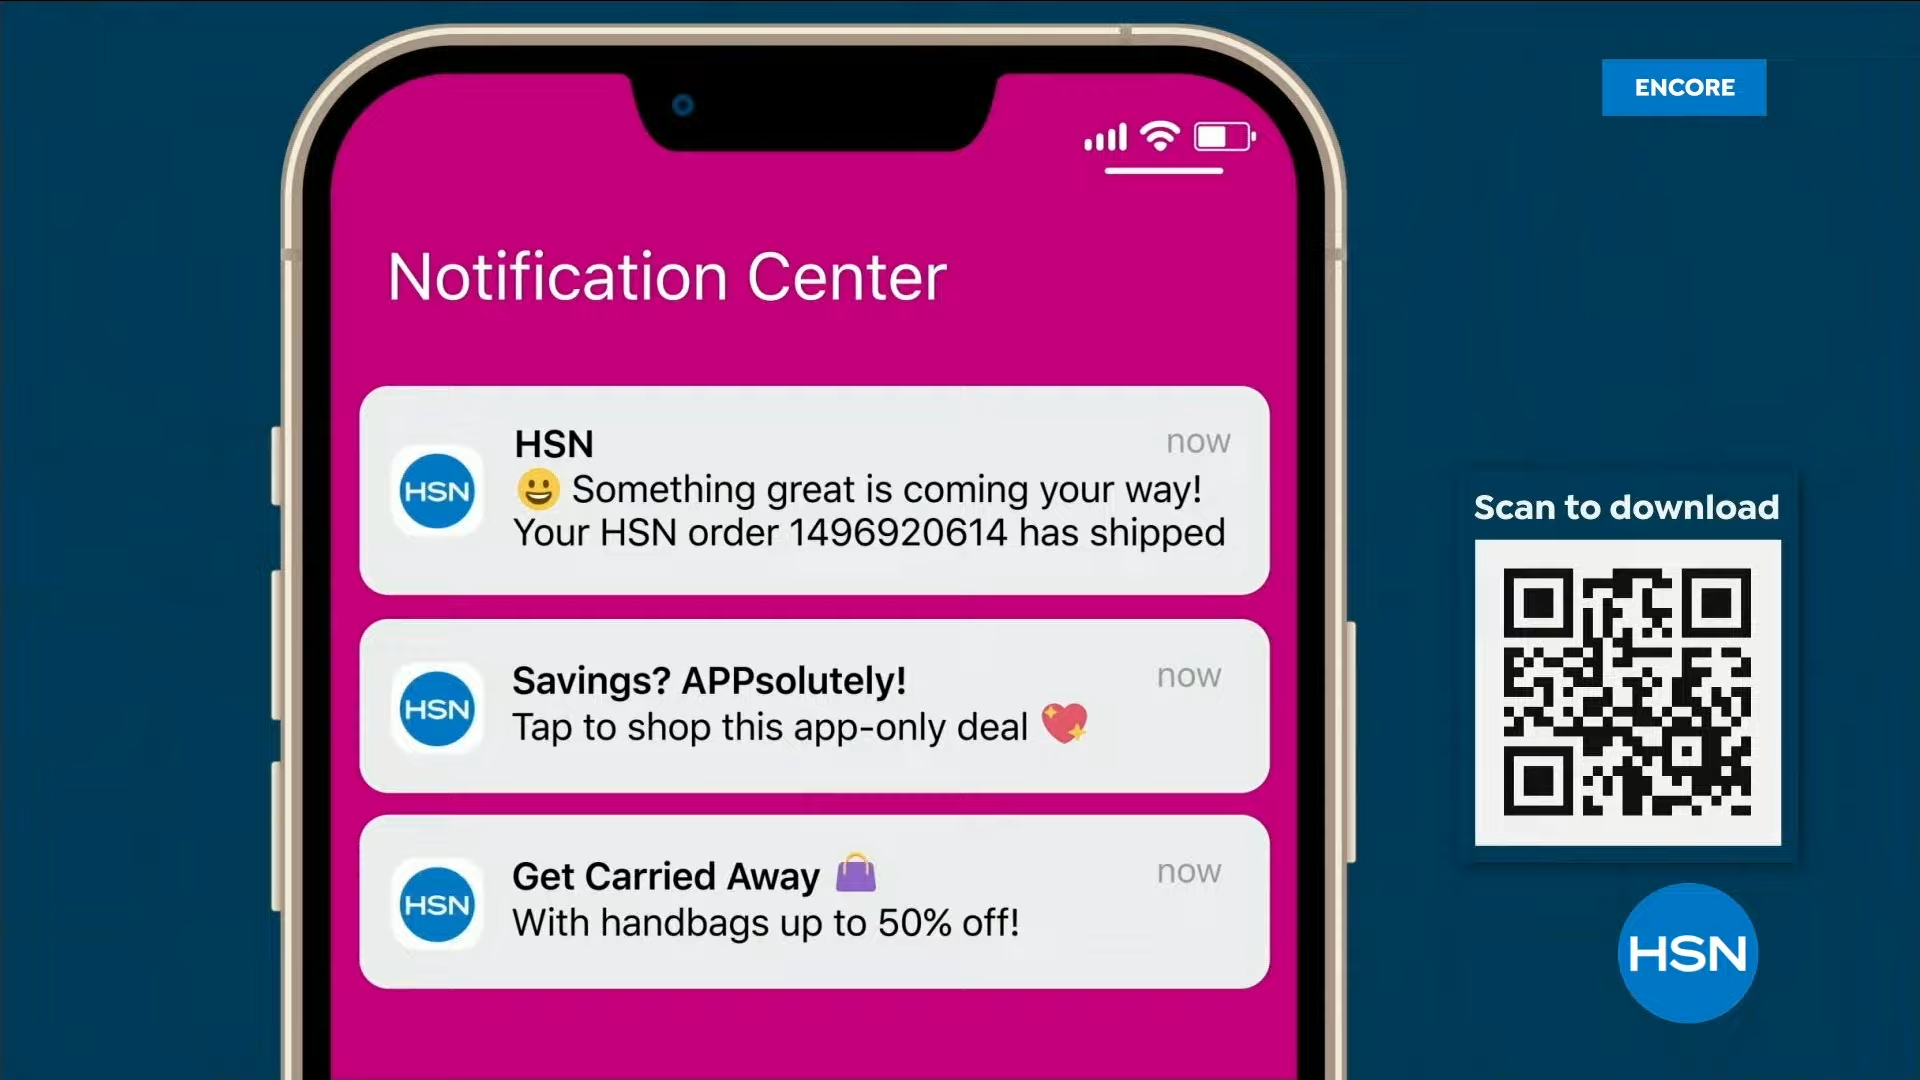 ENCORE
Notification Center
HSN
now
😀 Something great is coming your way!
Your HSN order 1496920614 has shipped
HSN
Savings? APPsolutely!
now
Tap to shop this app-only deal 💖
HSN
Get Carried Away 👜
now
With handbags up to 50% off!
HSN
Scan to download
HSN